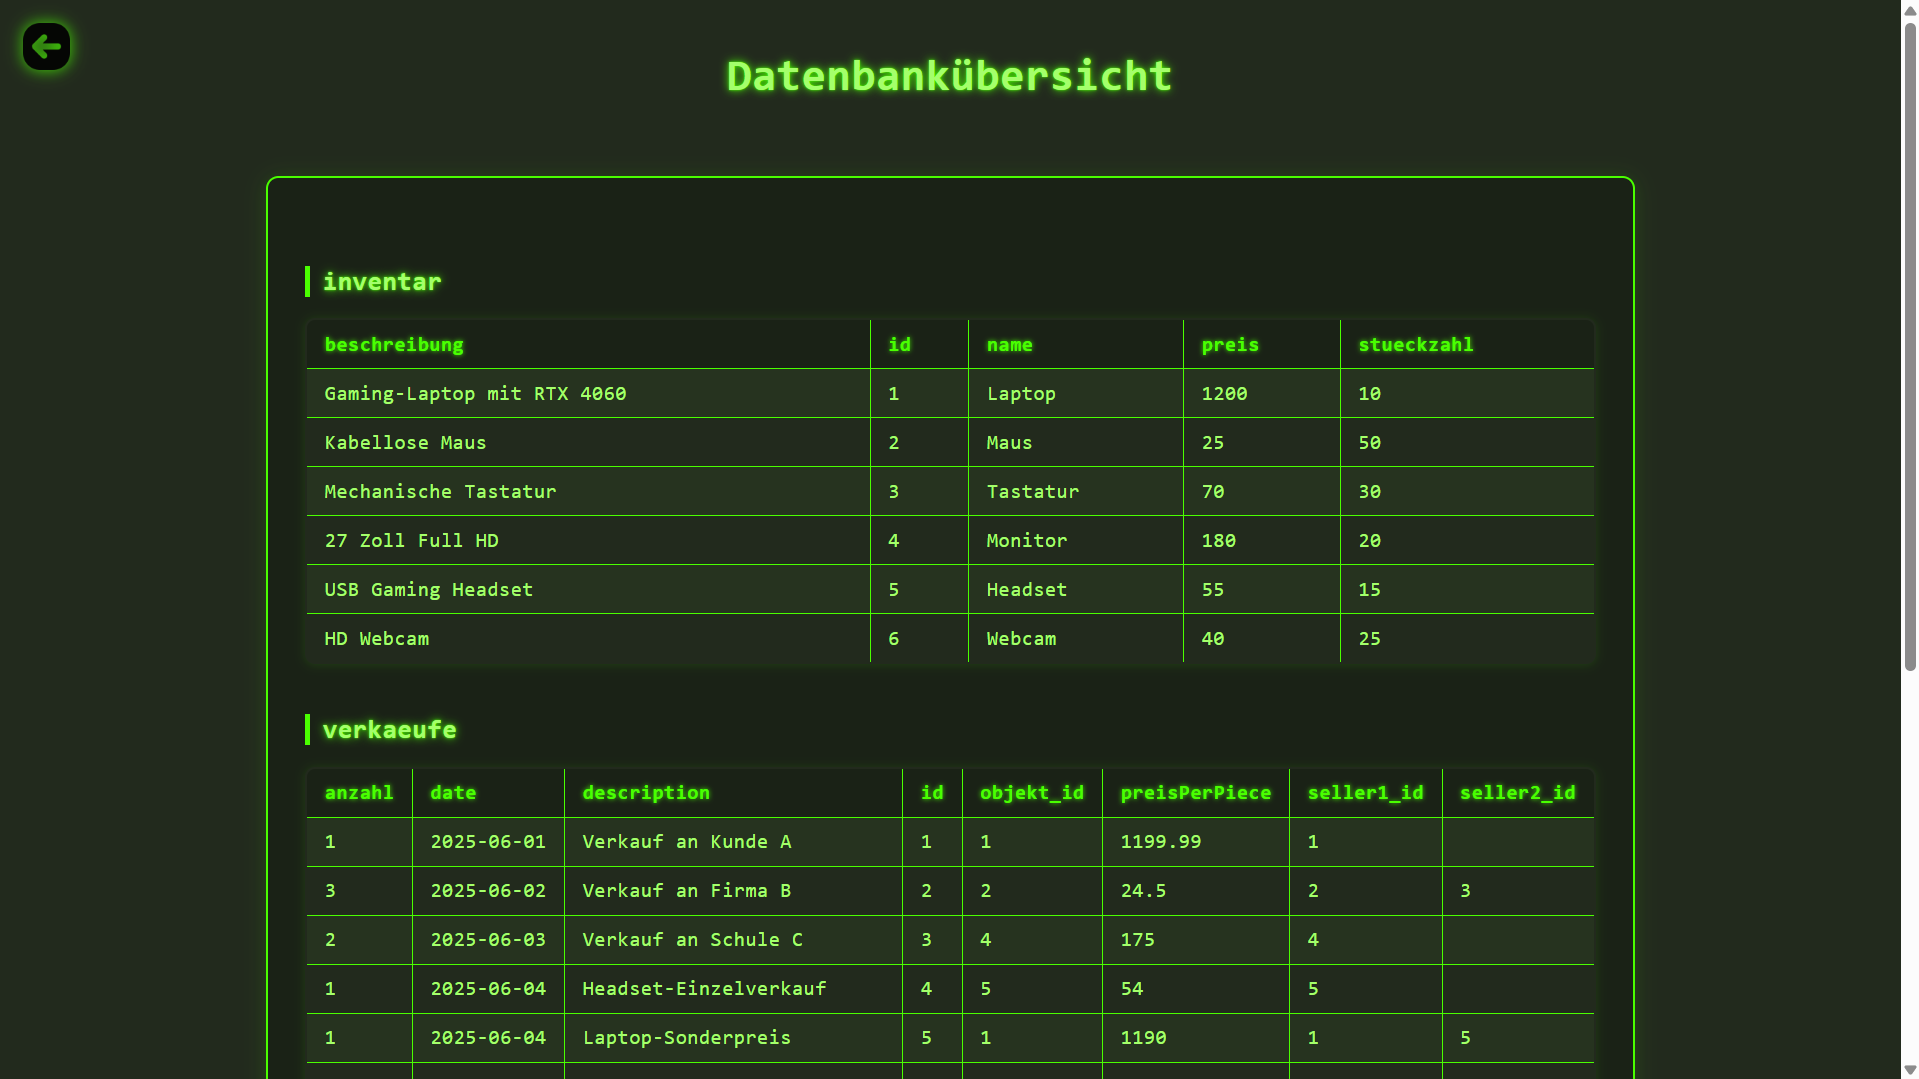 Datenbankübersicht
inventar
beschreibung id name preis stueckzahl
Gaming-Laptop mit RTX 4060 1 Laptop 1200 10
Kabellose Maus 2 Maus 25 50
Mechanische Tastatur 3 Tastatur 70 30
27 Zoll Full HD 4 Monitor 180 20
USB Gaming Headset 5 Headset 55 15
HD Webcam 6 Webcam 40 25
verkaeufe
anzahl date description id objekt_id preisPerPiece seller1_id seller2_id
1 2025-06-01 Verkauf an Kunde A 1 1 1199.99 1
3 2025-06-02 Verkauf an Firma B 2 2 24.5 2 3
2 2025-06-03 Verkauf an Schule C 3 4 175 4
1 2025-06-04 Headset-Einzelverkauf 4 5 54 5
1 2025-06-04 Laptop-Sonderpreis 5 1 1190 1 5